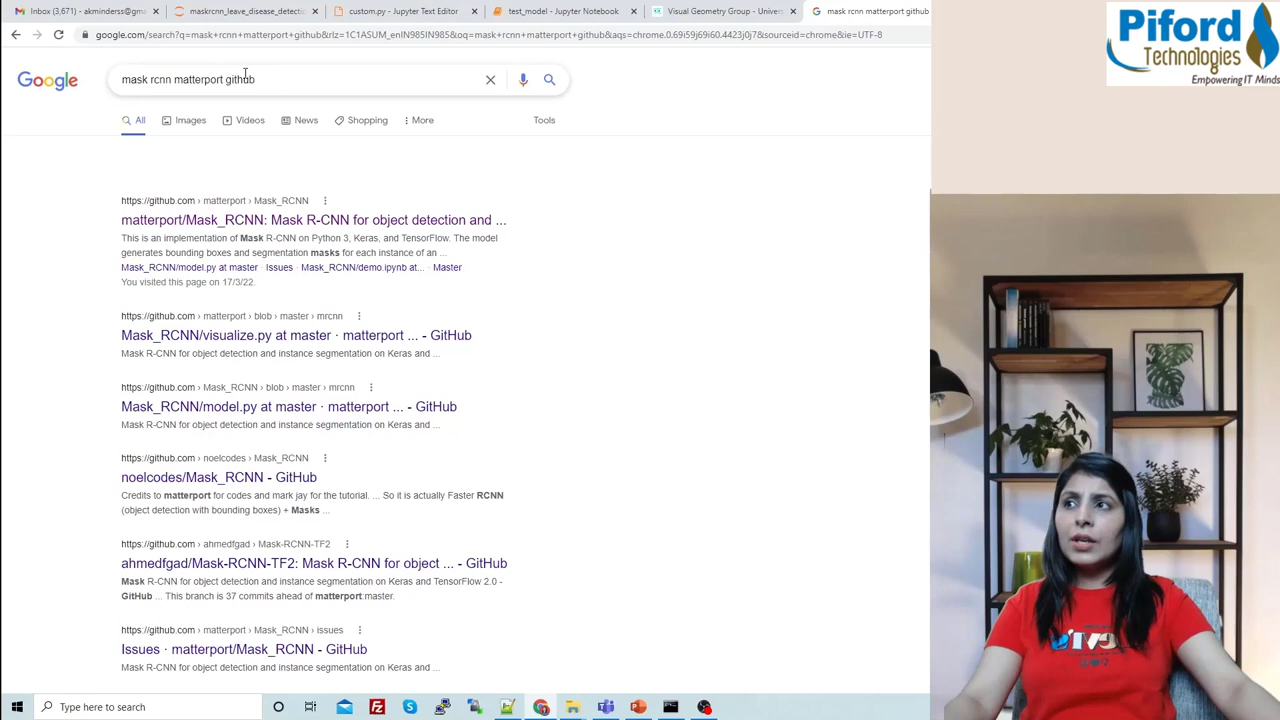 Inbox (3,671) - akminderss@gm
maskrcnn_leave_disease_detectio
custom.py - Jupyter Text Editor
test_model - Jupyter Notebook
Visual Geometry Group - Univers
mask rcnn matterport github
google.com/search?q=mask+rcnn+matterport+github&rlz=1C1ASUM_enIN985IN985&oq=mask+rcnn+matterport+github&aqs=chrome.0.69i59j69i60.4423j0j7&sourceid=chrome&ie=UTF-8
Piford
Technologies
Empowering IT Minds
Google
mask rcnn matterport github
All
Images
Videos
News
Shopping
More
Tools
https://github.com › matterport › Mask_RCNN
matterport/Mask_RCNN: Mask R-CNN for object detection and ...
This is an implementation of Mask R-CNN on Python 3, Keras, and TensorFlow. The model
generates bounding boxes and segmentation masks for each instance of an ...
Mask_RCNN/model.py at master · Issues · Mask_RCNN/demo.ipynb at... · Master
You visited this page on 17/3/22.
https://github.com › matterport › blob › master › mrcnn
Mask_RCNN/visualize.py at master · matterport ... - GitHub
Mask R-CNN for object detection and instance segmentation on Keras and ...
https://github.com › Mask_RCNN › blob › master › mrcnn
Mask_RCNN/model.py at master · matterport ... - GitHub
Mask R-CNN for object detection and instance segmentation on Keras and ...
https://github.com › noelcodes › Mask_RCNN
noelcodes/Mask_RCNN - GitHub
Credits to matterport for codes and mark jay for the tutorial. ... So it is actually Faster RCNN
(object detection with bounding boxes) + Masks ...
https://github.com › ahmedfgad › Mask-RCNN-TF2
ahmedfgad/Mask-RCNN-TF2: Mask R-CNN for object ... - GitHub
Mask R-CNN for object detection and instance segmentation on Keras and TensorFlow 2.0 -
GitHub ... This branch is 37 commits ahead of matterport:master.
https://github.com › matterport › Mask_RCNN › issues
Issues · matterport/Mask_RCNN - GitHub
Mask R-CNN for object detection and instance segmentation on Keras and ...
Type here to search